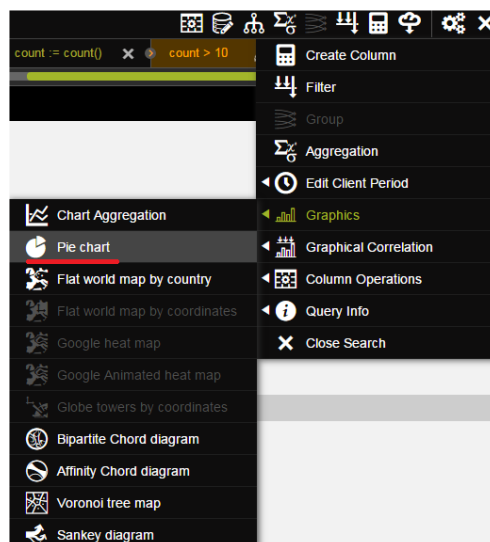 count := count()
count > 10
Create Column
Filter
Group
Aggregation
Edit Client Period
Graphics
Graphical Correlation
Column Operations
Query Info
Close Search
Chart Aggregation
Pie chart
Flat world map by country
Flat world map by coordinates
Google heat map
Google Animated heat map
Globe towers by coordinates
Bipartite Chord diagram
Affinity Chord diagram
Voronoi tree map
Sankey diagram